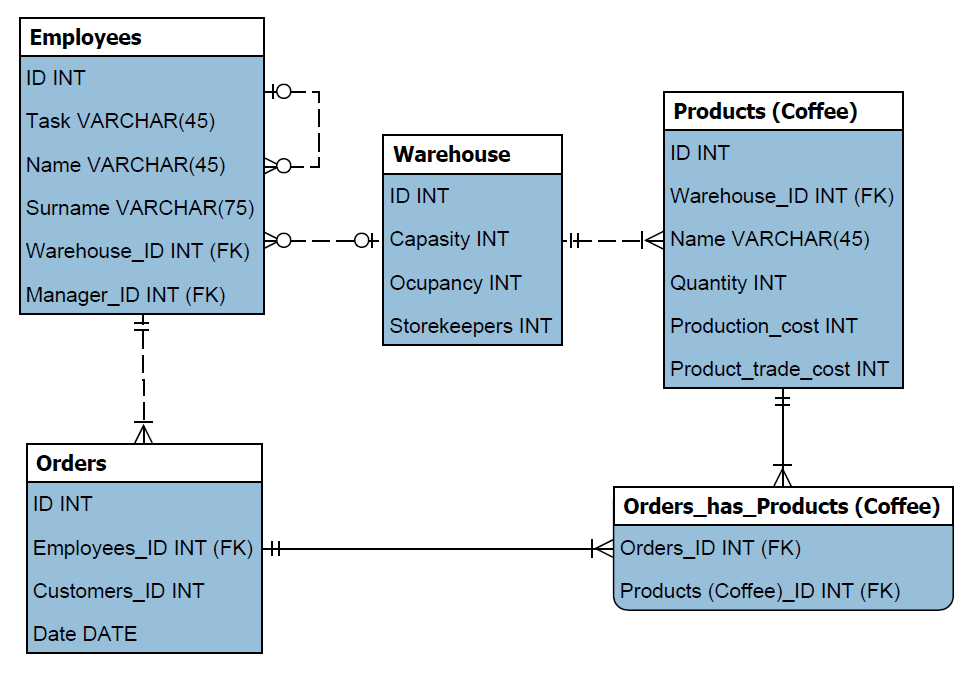 Employees
ID INT
Task VARCHAR(45)
Name VARCHAR(45)
Surname VARCHAR(75)
Warehouse_ID INT (FK)
Manager_ID INT (FK)
Warehouse
ID INT
Capasity INT
Ocupancy INT
Storekeepers INT
Products (Coffee)
ID INT
Warehouse_ID INT (FK)
Name VARCHAR(45)
Quantity INT
Production_cost INT
Product_trade_cost INT
Orders
ID INT
Employees_ID INT (FK)
Customers_ID INT
Date DATE
Orders_has_Products (Coffee)
Orders_ID INT (FK)
Products (Coffee)_ID INT (FK)